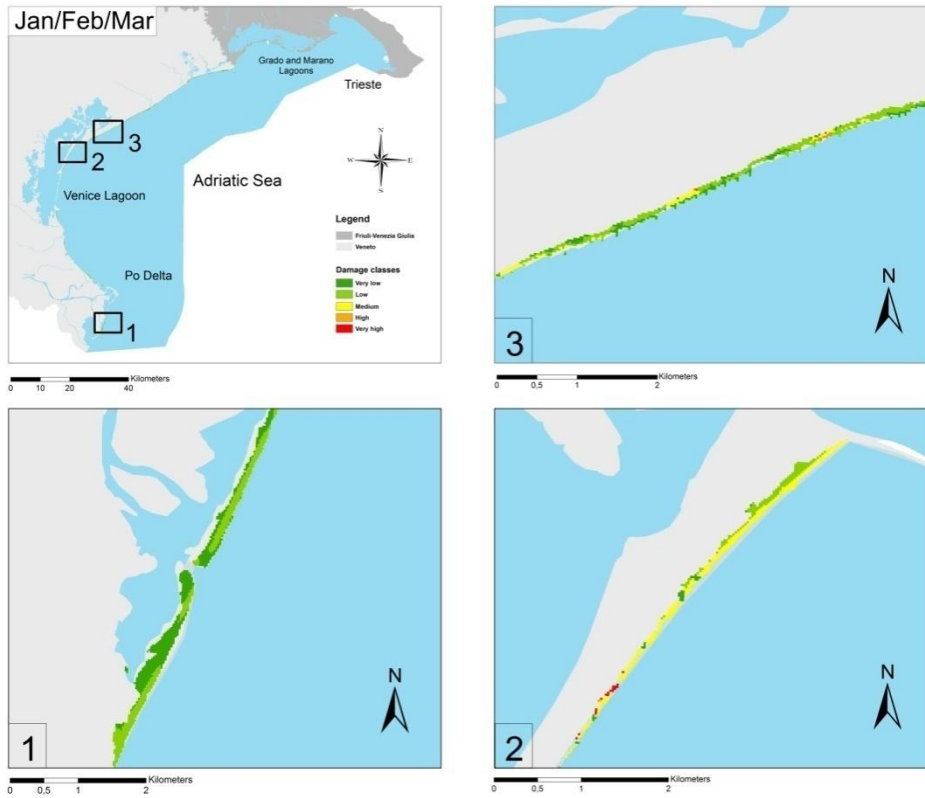 Jan/Feb/Mar
Grado and Marano
Lagoons
Trieste
3
2
N
W E
S
Adriatic Sea
Venice Lagoon
Legend
Friuli-Venezia Giulia
Veneto
Po Delta
Damage classes
Very low
Low
Medium
High
Very high
1
Kilometers
0 10 20 40
N
3
Kilometers
0 0,5 1 2
N
1
Kilometers
0 0,5 1 2
N
2
Kilometers
0 0,5 1 2